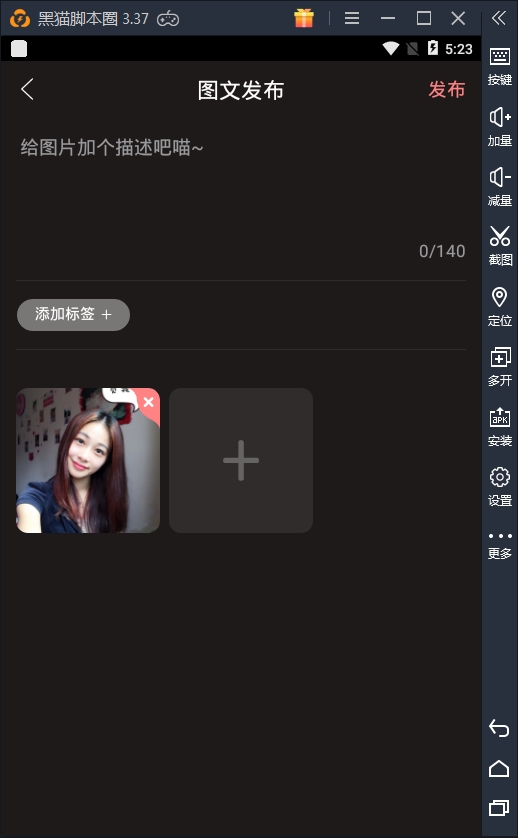 黑猫脚本圈 3.37
5:23
图文发布
发布
给图片加个描述吧喵~
0/140
添加标签 +
按键
加量
减量
截图
定位
多开
APK
安装
设置
更多